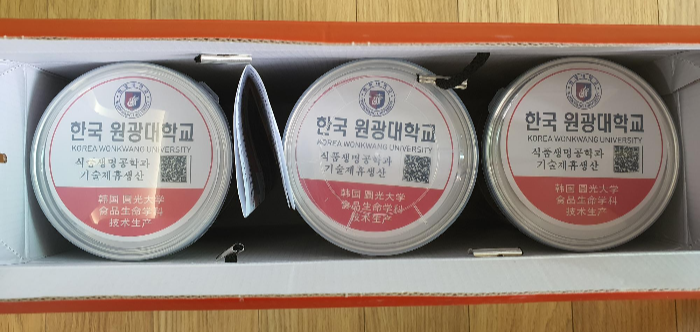 한국 원광대학교
KOREA WONKWANG UNIVERSITY
식품생명공학과
기술제휴생산
韩国 圆光大学
食品生命学科
技术生产
한국 원광대학교
KOREA WONKWANG UNIVERSITY
식품생명공학과
기술제휴생산
韩国 圆光大学
食品生命学科
技术生产
한국 원광대학교
KOREA WONKWANG UNIVERSITY
식품생명공학과
기술제휴생산
韩国 圆光大学
食品生命学科
技术生产